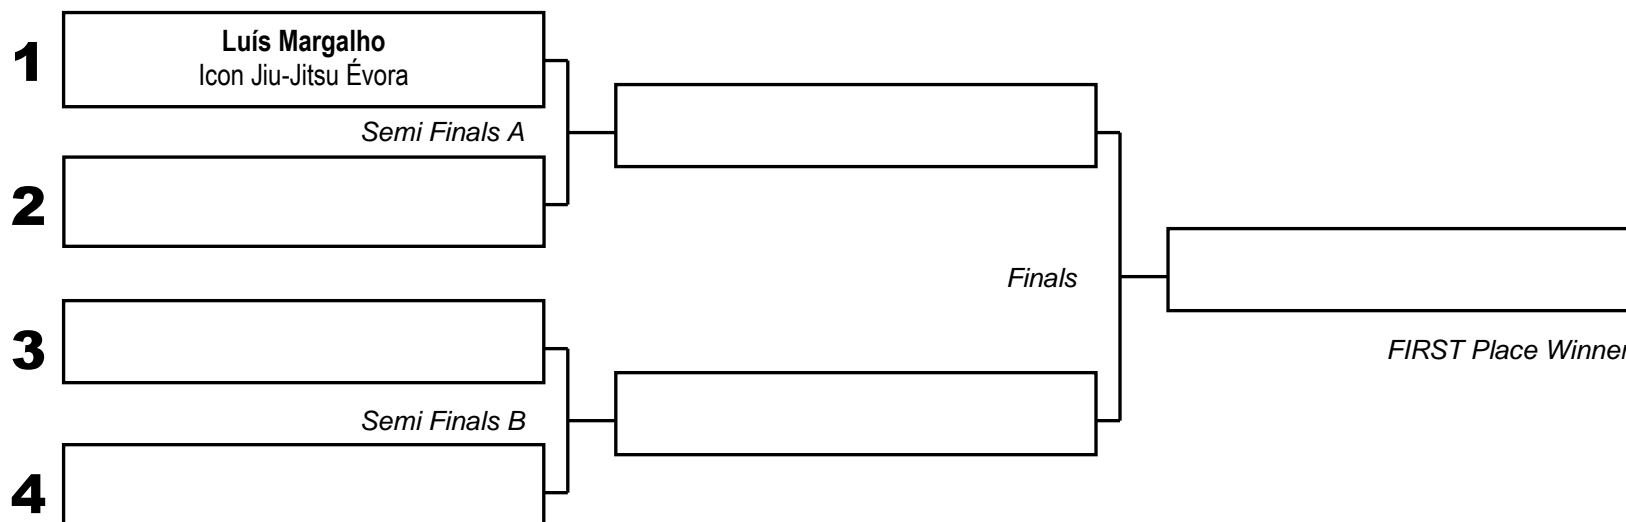 1
Luís Margalho
Icon Jiu-Jitsu Évora
Semi Finals A
2
Finals
3
FIRST Place Winner
Semi Finals B
4